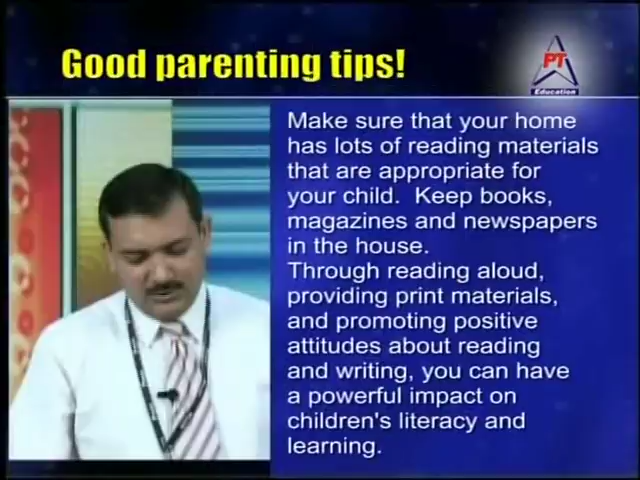 Good parenting tips!
PT
Education
Make sure that your home
has lots of reading materials
that are appropriate for
your child. Keep books,
magazines and newspapers
in the house.
Through reading aloud,
providing print materials,
and promoting positive
attitudes about reading
and writing, you can have
a powerful impact on
children's literacy and
learning.